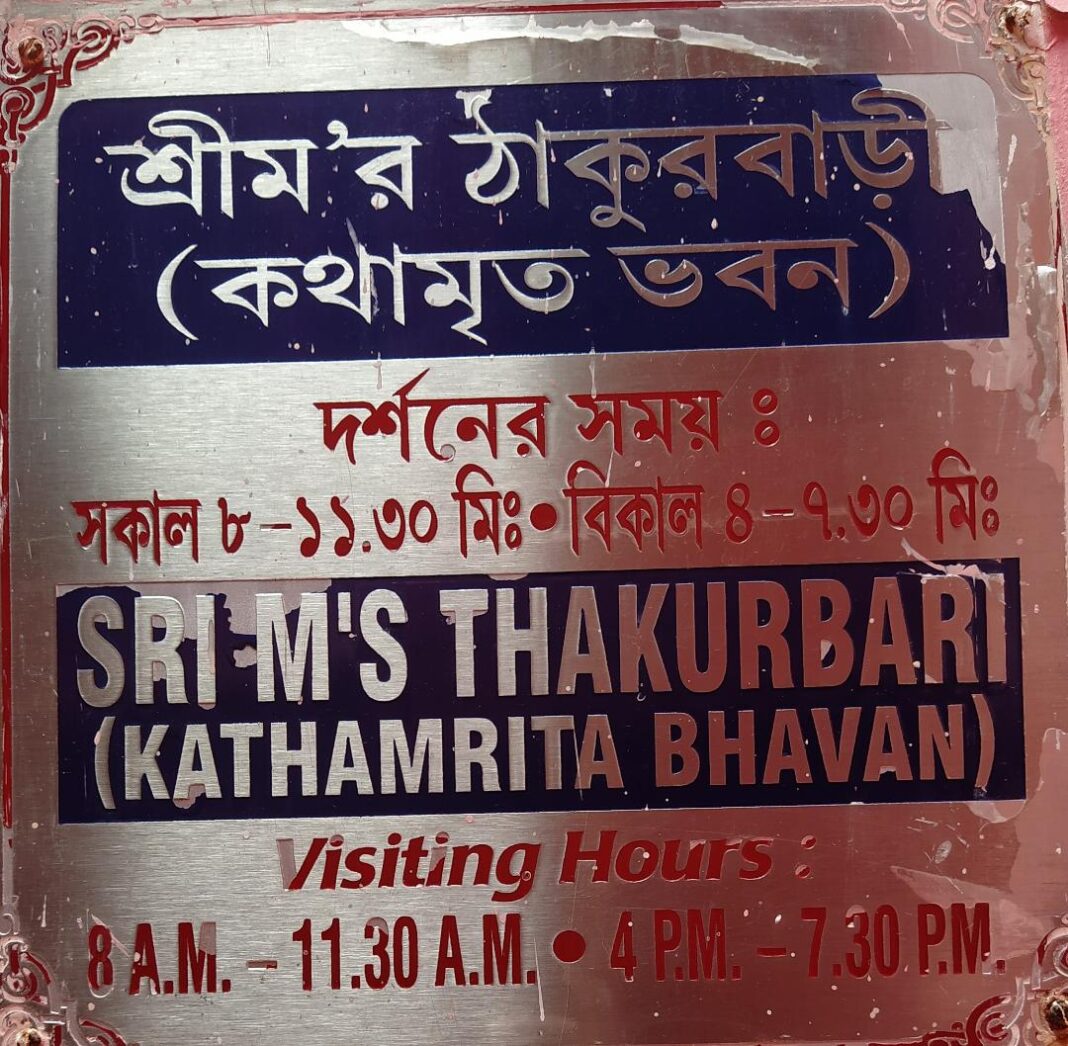 শ্রীম'র ঠাকুরবাড়ী
(কথামৃত ভবন)
দর্শনের সময় ঃ
সকাল ৮ – ১১.৩০ মিঃ • বিকাল ৪ – ৭.৩০ মিঃ
SRI M'S THAKURBARI
(KATHAMRITA BHAVAN)
Visiting Hours :
8 A.M. – 11.30 A.M. • 4 P.M. – 7.30 P.M.